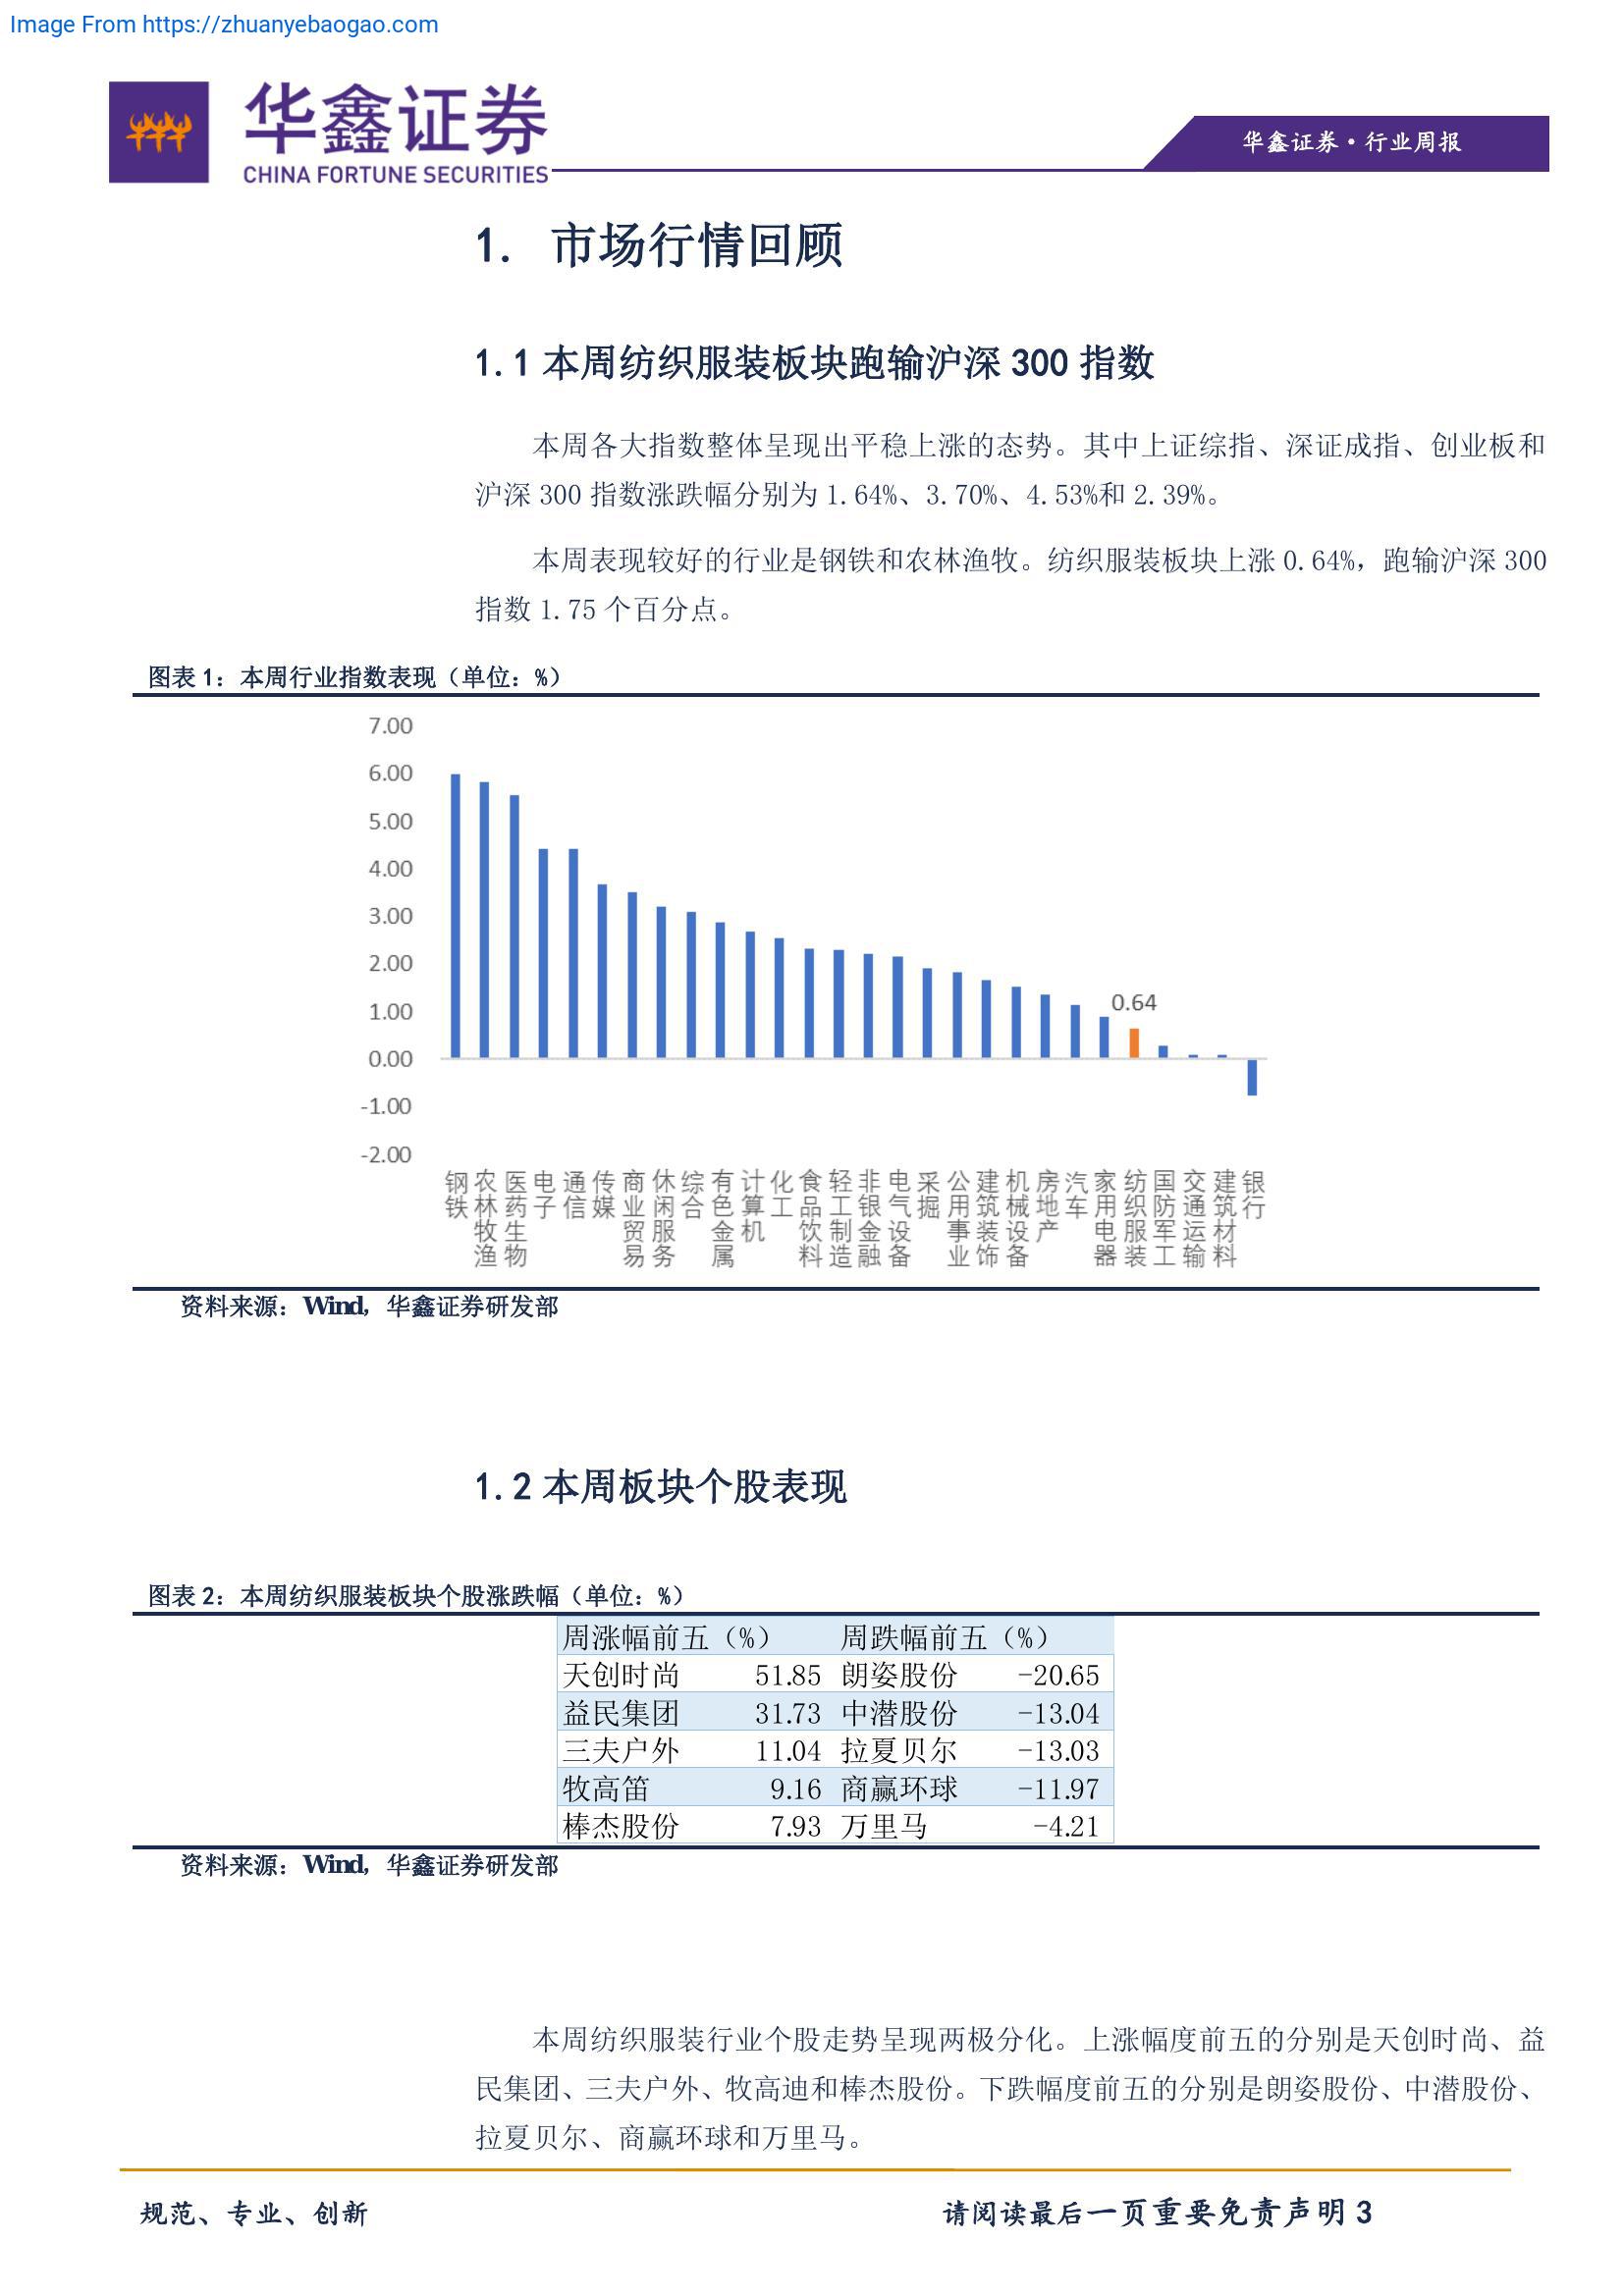 Image From https://zhuanyebaogao.com
华鑫证券
CHINA FORTUNE SECURITIES
华鑫证券·行业周报
1. 市场行情回顾
1.1 本周纺织服装板块跑输沪深 300 指数
本周各大指数整体呈现出平稳上涨的态势。其中上证综指、深证成指、创业板和
沪深 300 指数涨跌幅分别为 1.64%、3.70%、4.53%和 2.39%。
本周表现较好的行业是钢铁和农林渔牧。纺织服装板块上涨 0.64%，跑输沪深 300
指数 1.75 个百分点。
图表 1：本周行业指数表现（单位：%）
7.00
6.00
5.00
4.00
3.00
2.00
1.00
0.00
-1.00
-2.00
0.64
钢铁
农林牧渔
医药生物
电子
通信
传媒
商业贸易
休闲服务
综合
有色金属
计算机
化工
食品饮料
轻工制造
非银金融
电气设备
采掘
公用事业
建筑装饰
机械设备
房地产
汽车
家用电器
纺织服装
国防军工
交通运输
建筑材料
银行
资料来源：Wind，华鑫证券研发部
1.2 本周板块个股表现
图表 2：本周纺织服装板块个股涨跌幅（单位：%）
周涨幅前五（%） 周跌幅前五（%）
天创时尚 51.85 朗姿股份 -20.65
益民集团 31.73 中潜股份 -13.04
三夫户外 11.04 拉夏贝尔 -13.03
牧高笛 9.16 商赢环球 -11.97
棒杰股份 7.93 万里马 -4.21
资料来源：Wind，华鑫证券研发部
本周纺织服装行业个股走势呈现两极分化。上涨幅度前五的分别是天创时尚、益
民集团、三夫户外、牧高迪和棒杰股份。下跌幅度前五的分别是朗姿股份、中潜股份、
拉夏贝尔、商赢环球和万里马。
规范、专业、创新
请阅读最后一页重要免责声明 3